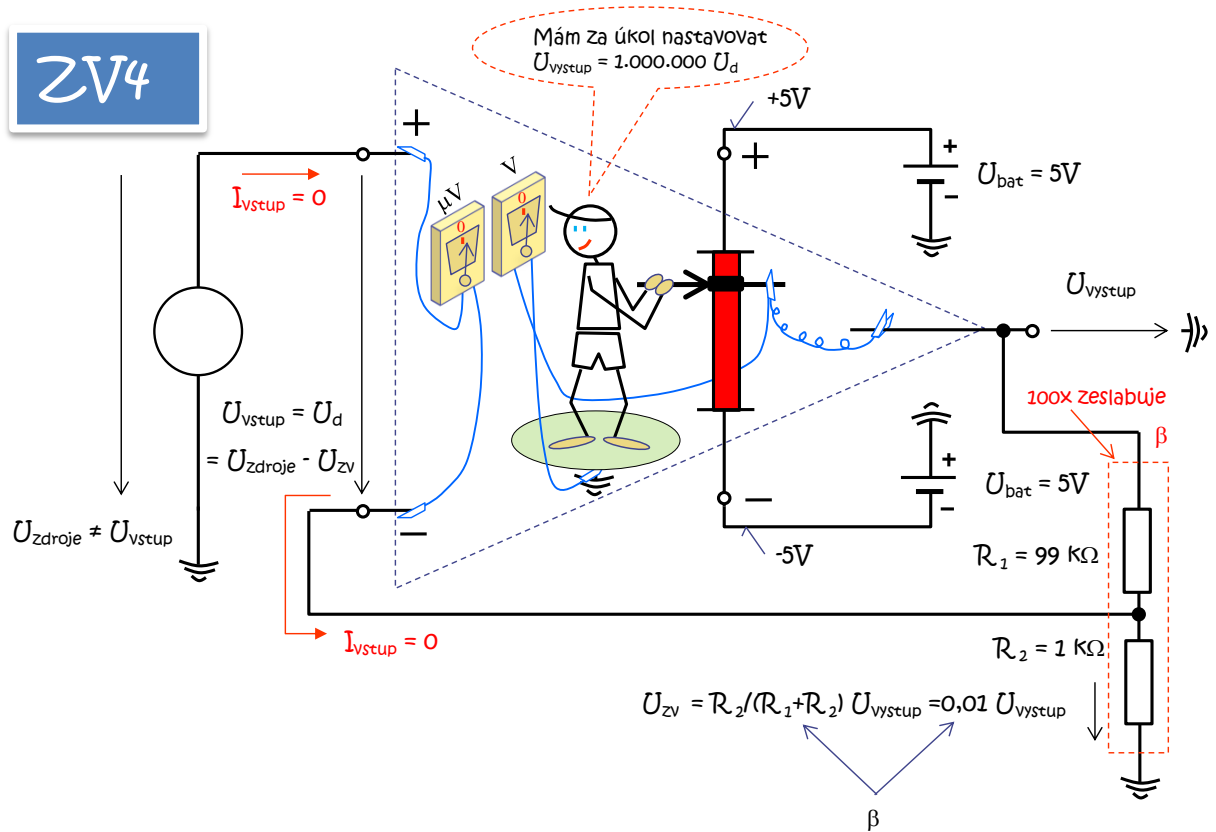 ZV4
Mám za úkol nastavovat
Uvystup = 1.000.000 Ud
+5V
+
+
+
Ubat = 5V
-
Ivstup = 0
μV
0
V
0
Uvystup
100x zeslabuje
β
Uvstup = Ud
= Uzdroje - Uzv
Uzdroje ≠ Uvstup
+
Ubat = 5V
-
−
−
-5V
R1 = 99 kΩ
Ivstup = 0
R2 = 1 kΩ
Uzv = R2/(R1+R2) Uvystup =0,01 Uvystup
β